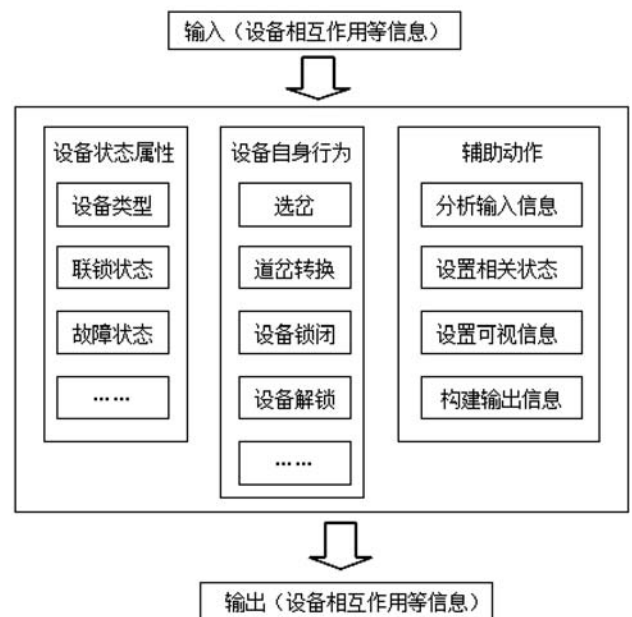 输入（设备相互作用等信息）
设备状态属性
设备类型
联锁状态
故障状态
……
设备自身行为
选岔
道岔转换
设备锁闭
设备解锁
……
辅助动作
分析输入信息
设置相关状态
设置可视信息
构建输出信息
输出（设备相互作用等信息）